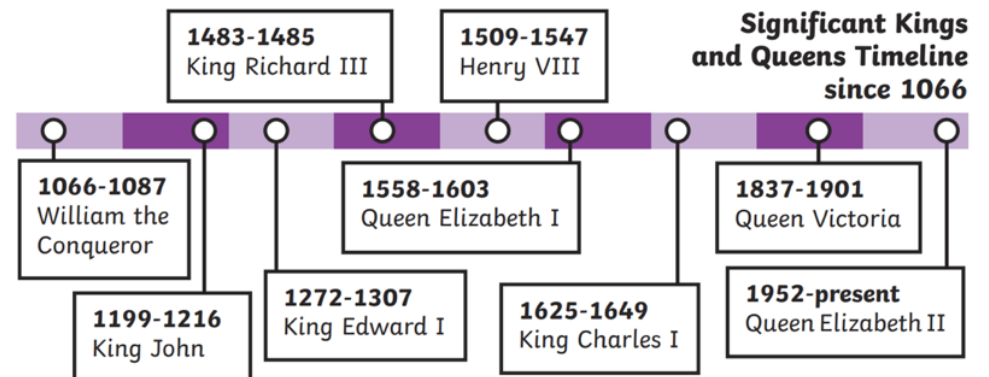 Significant Kings
and Queens Timeline
since 1066
1066-1087
William the
Conqueror
1199-1216
King John
1272-1307
King Edward I
1483-1485
King Richard III
1509-1547
Henry VIII
1558-1603
Queen Elizabeth I
1625-1649
King Charles I
1837-1901
Queen Victoria
1952-present
Queen Elizabeth II